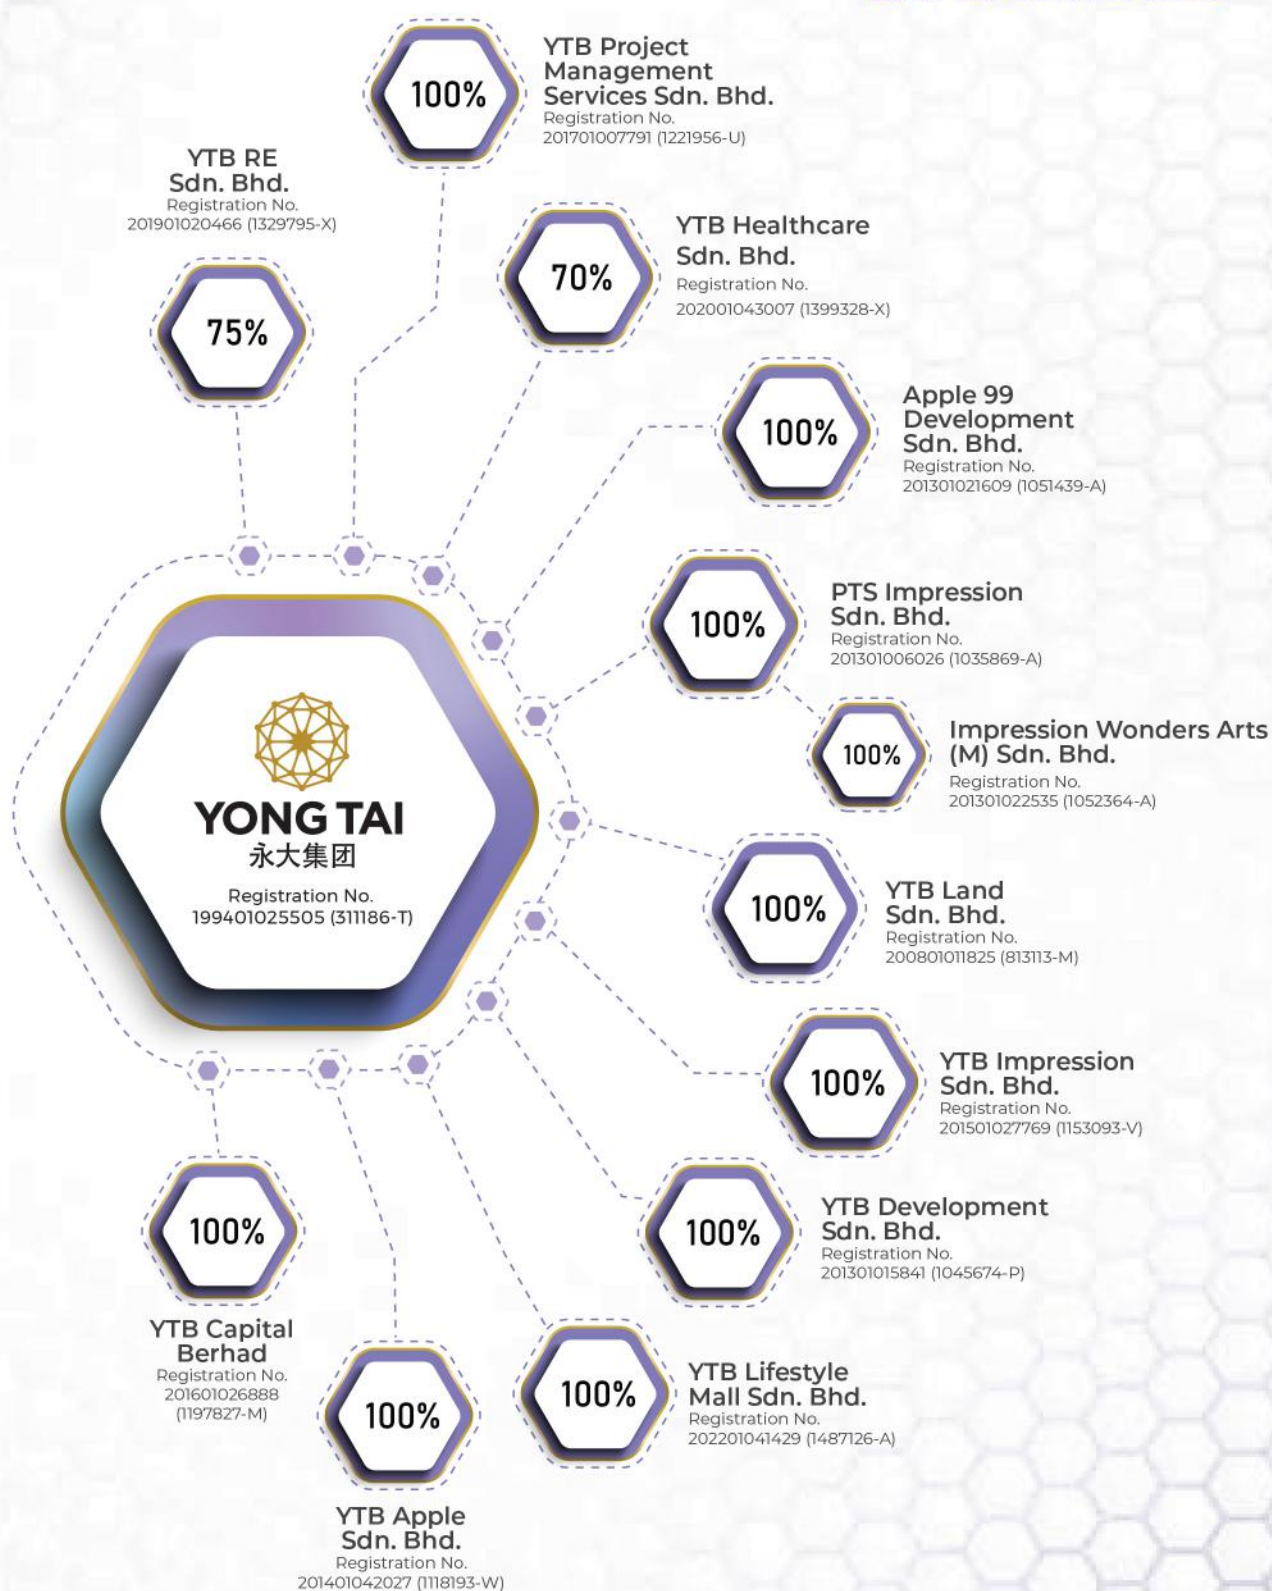 100%
YTB Project
Management
Services Sdn. Bhd.
Registration No.
201701007791 (1221956-U)
YTB RE
Sdn. Bhd.
Registration No.
201901020466 (1329795-X)
75%
70%
YTB Healthcare
Sdn. Bhd.
Registration No.
202001043007 (1399328-X)
100%
Apple 99
Development
Sdn. Bhd.
Registration No.
201301021609 (1051439-A)
100%
PTS Impression
Sdn. Bhd.
Registration No.
201301006026 (1035869-A)
100%
Impression Wonders Arts
(M) Sdn. Bhd.
Registration No.
201301022535 (1052364-A)
YONG TAI
永大集团
Registration No.
199401025505 (311186-T)
100%
YTB Land
Sdn. Bhd.
Registration No.
200801011825 (813113-M)
100%
YTB Impression
Sdn. Bhd.
Registration No.
201501027769 (1153093-V)
100%
YTB Development
Sdn. Bhd.
Registration No.
201301015841 (1045674-P)
100%
YTB Capital
Berhad
Registration No.
201601026888
(1197827-M)
100%
YTB Apple
Sdn. Bhd.
Registration No.
201401042027 (1118193-W)
100%
YTB Lifestyle
Mall Sdn. Bhd.
Registration No.
202201041429 (1487126-A)